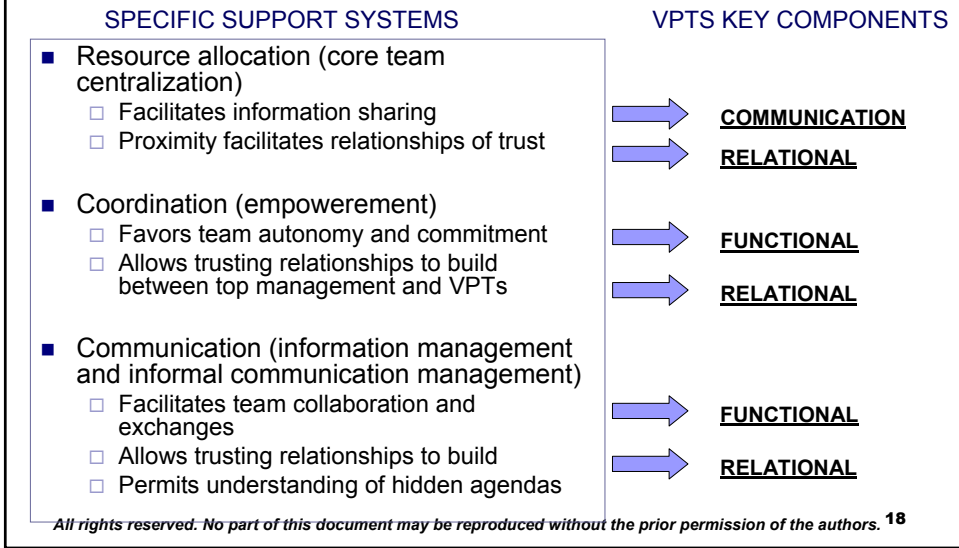 SPECIFIC SUPPORT SYSTEMS
VPTS KEY COMPONENTS
Resource allocation (core team
centralization)
Facilitates information sharing
COMMUNICATION
Proximity facilitates relationships of trust
RELATIONAL
Coordination (empowerement)
Favors team autonomy and commitment
FUNCTIONAL
Allows trusting relationships to build
between top management and VPTs
RELATIONAL
Communication (information management
and informal communication management)
Facilitates team collaboration and
exchanges
FUNCTIONAL
Allows trusting relationships to build
RELATIONAL
Permits understanding of hidden agendas
All rights reserved. No part of this document may be reproduced without the prior permission of the authors. 18